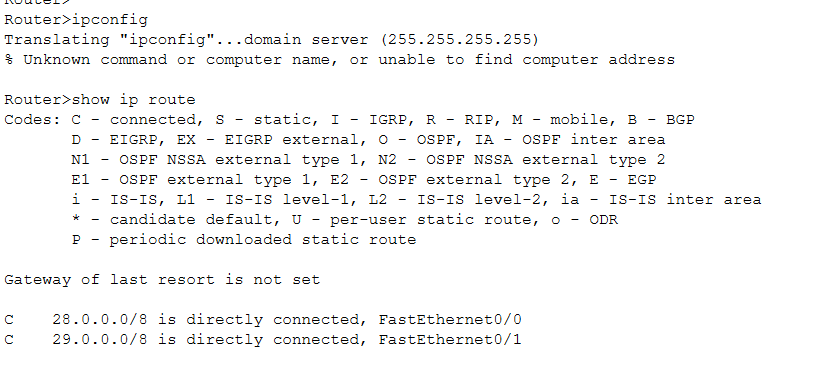 Router>
Router>ipconfig
Translating "ipconfig"...domain server (255.255.255.255)
% Unknown command or computer name, or unable to find computer address
Router>show ip route
Codes: C - connected, S - static, I - IGRP, R - RIP, M - mobile, B - BGP
D - EIGRP, EX - EIGRP external, O - OSPF, IA - OSPF inter area
N1 - OSPF NSSA external type 1, N2 - OSPF NSSA external type 2
E1 - OSPF external type 1, E2 - OSPF external type 2, E - EGP
i - IS-IS, L1 - IS-IS level-1, L2 - IS-IS level-2, ia - IS-IS inter area
* - candidate default, U - per-user static route, o - ODR
P - periodic downloaded static route
Gateway of last resort is not set
C 28.0.0.0/8 is directly connected, FastEthernet0/0
C 29.0.0.0/8 is directly connected, FastEthernet0/1